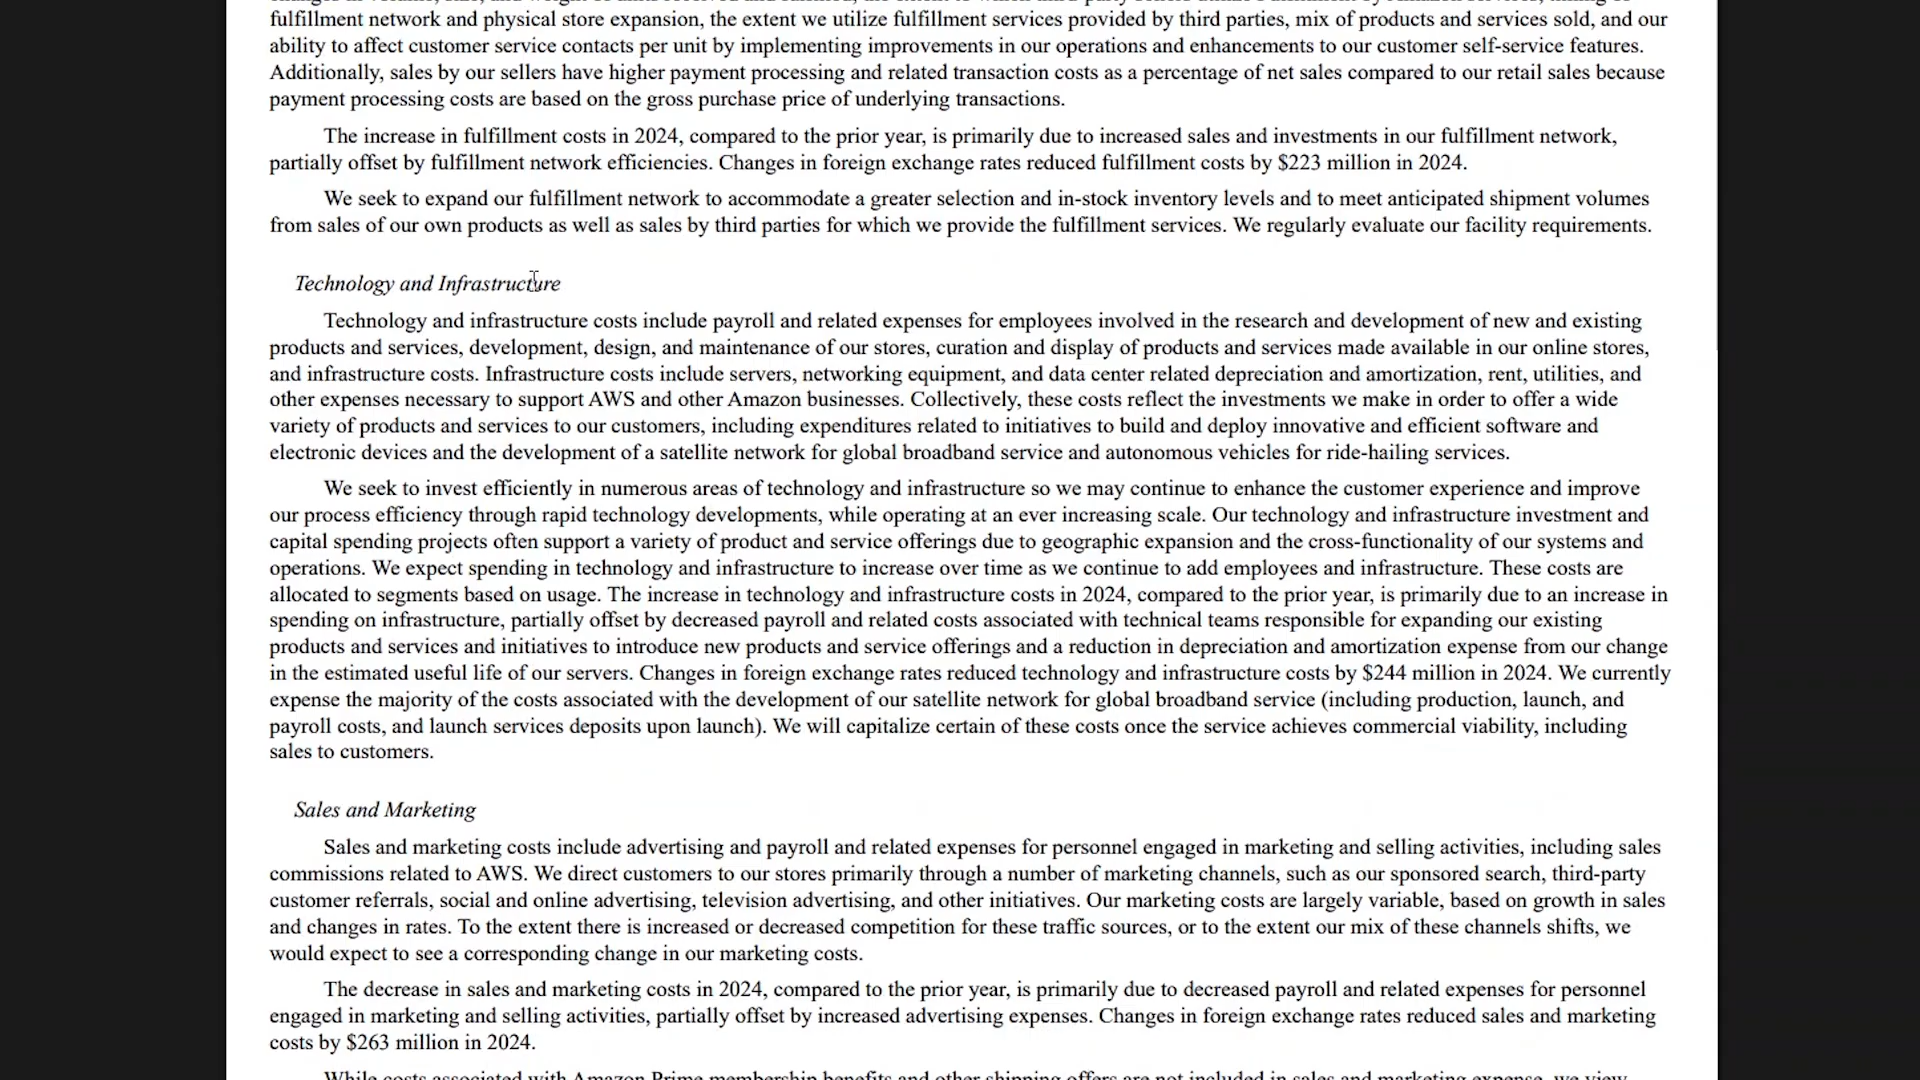 fulfillment network and physical store expansion, the extent we utilize fulfillment services provided by third parties, mix of products and services sold, and our
ability to affect customer service contacts per unit by implementing improvements in our operations and enhancements to our customer self-service features.
Additionally, sales by our sellers have higher payment processing and related transaction costs as a percentage of net sales compared to our retail sales because
payment processing costs are based on the gross purchase price of underlying transactions.
The increase in fulfillment costs in 2024, compared to the prior year, is primarily due to increased sales and investments in our fulfillment network,
partially offset by fulfillment network efficiencies. Changes in foreign exchange rates reduced fulfillment costs by $223 million in 2024.
We seek to expand our fulfillment network to accommodate a greater selection and in-stock inventory levels and to meet anticipated shipment volumes
from sales of our own products as well as sales by third parties for which we provide the fulfillment services. We regularly evaluate our facility requirements.
Technology and Infrastructure
Technology and infrastructure costs include payroll and related expenses for employees involved in the research and development of new and existing
products and services, development, design, and maintenance of our stores, curation and display of products and services made available in our online stores,
and infrastructure costs. Infrastructure costs include servers, networking equipment, and data center related depreciation and amortization, rent, utilities, and
other expenses necessary to support AWS and other Amazon businesses. Collectively, these costs reflect the investments we make in order to offer a wide
variety of products and services to our customers, including expenditures related to initiatives to build and deploy innovative and efficient software and
electronic devices and the development of a satellite network for global broadband service and autonomous vehicles for ride-hailing services.
We seek to invest efficiently in numerous areas of technology and infrastructure so we may continue to enhance the customer experience and improve
our process efficiency through rapid technology developments, while operating at an ever increasing scale. Our technology and infrastructure investment and
capital spending projects often support a variety of product and service offerings due to geographic expansion and the cross-functionality of our systems and
operations. We expect spending in technology and infrastructure to increase over time as we continue to add employees and infrastructure. These costs are
allocated to segments based on usage. The increase in technology and infrastructure costs in 2024, compared to the prior year, is primarily due to an increase in
spending on infrastructure, partially offset by decreased payroll and related costs associated with technical teams responsible for expanding our existing
products and services and initiatives to introduce new products and service offerings and a reduction in depreciation and amortization expense from our change
in the estimated useful life of our servers. Changes in foreign exchange rates reduced technology and infrastructure costs by $244 million in 2024. We currently
expense the majority of the costs associated with the development of our satellite network for global broadband service (including production, launch, and
payroll costs, and launch services deposits upon launch). We will capitalize certain of these costs once the service achieves commercial viability, including
sales to customers.
Sales and Marketing
Sales and marketing costs include advertising and payroll and related expenses for personnel engaged in marketing and selling activities, including sales
commissions related to AWS. We direct customers to our stores primarily through a number of marketing channels, such as our sponsored search, third-party
customer referrals, social and online advertising, television advertising, and other initiatives. Our marketing costs are largely variable, based on growth in sales
and changes in rates. To the extent there is increased or decreased competition for these traffic sources, or to the extent our mix of these channels shifts, we
would expect to see a corresponding change in our marketing costs.
The decrease in sales and marketing costs in 2024, compared to the prior year, is primarily due to decreased payroll and related expenses for personnel
engaged in marketing and selling activities, partially offset by increased advertising expenses. Changes in foreign exchange rates reduced sales and marketing
costs by $263 million in 2024.
While costs associated with Amazon Prime membership benefits and other shipping offers are not included in sales and marketing expense, we view